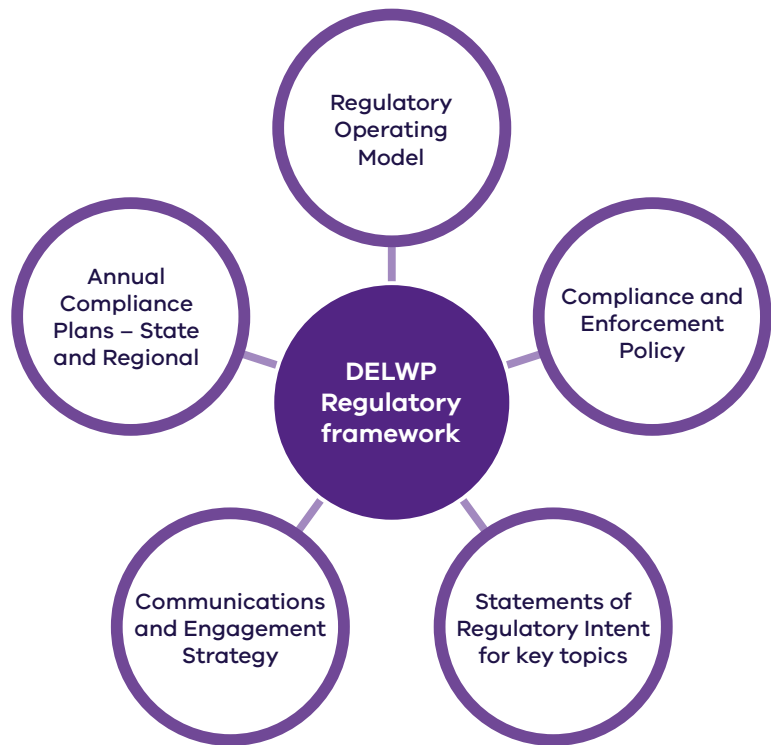 Regulatory
Operating
Model
Annual
Compliance
Plans – State
and Regional
Compliance and
Enforcement
Policy
DELWP
Regulatory
framework
Communications
and Engagement
Strategy
Statements of
Regulatory Intent
for key topics